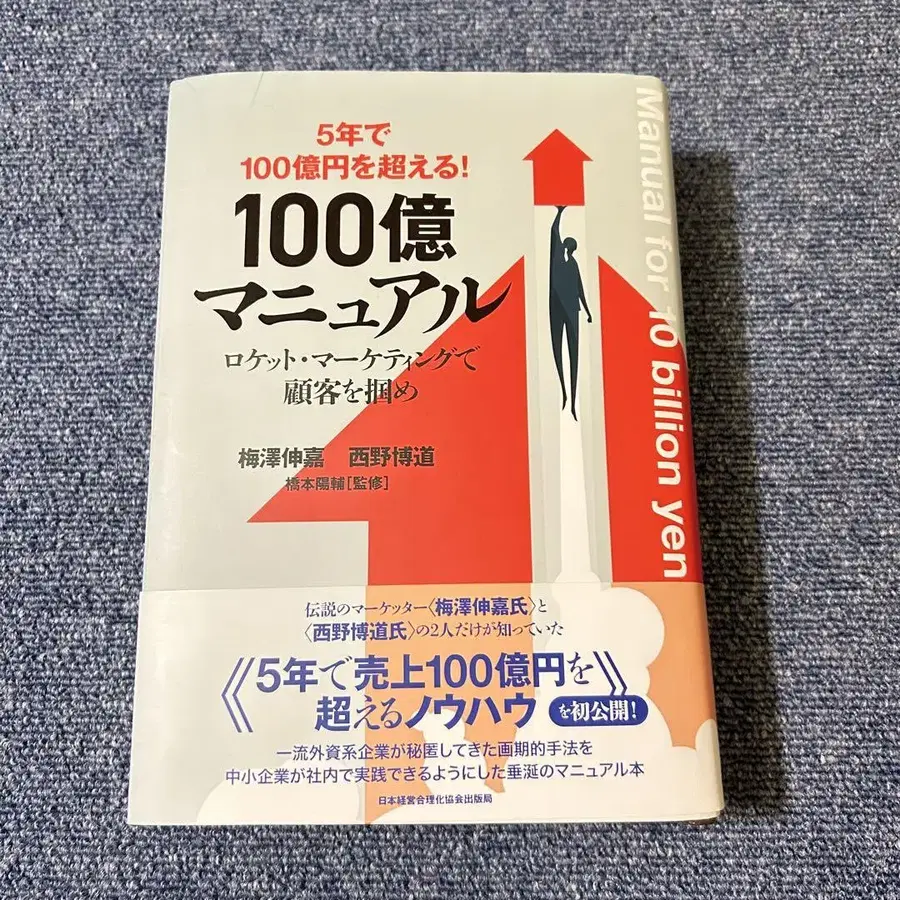 5年で
100億円を超える!
100億
マニュアル
ロケット・マーケティングで
顧客を掴め
梅澤伸嘉 西野博道
橋本陽輔[監修]
Manual for 10 billion yen
伝説のマーケッター〈梅澤伸嘉氏〉と
〈西野博道氏〉の2人だけが知っていた
《5年で売上100億円を
超えるノウハウ》を初公開!
一流外資系企業が秘匿してきた画期的手法を
中小企業が社内で実践できるようにした垂涎のマニュアル本
日本経営合理化協会出版局